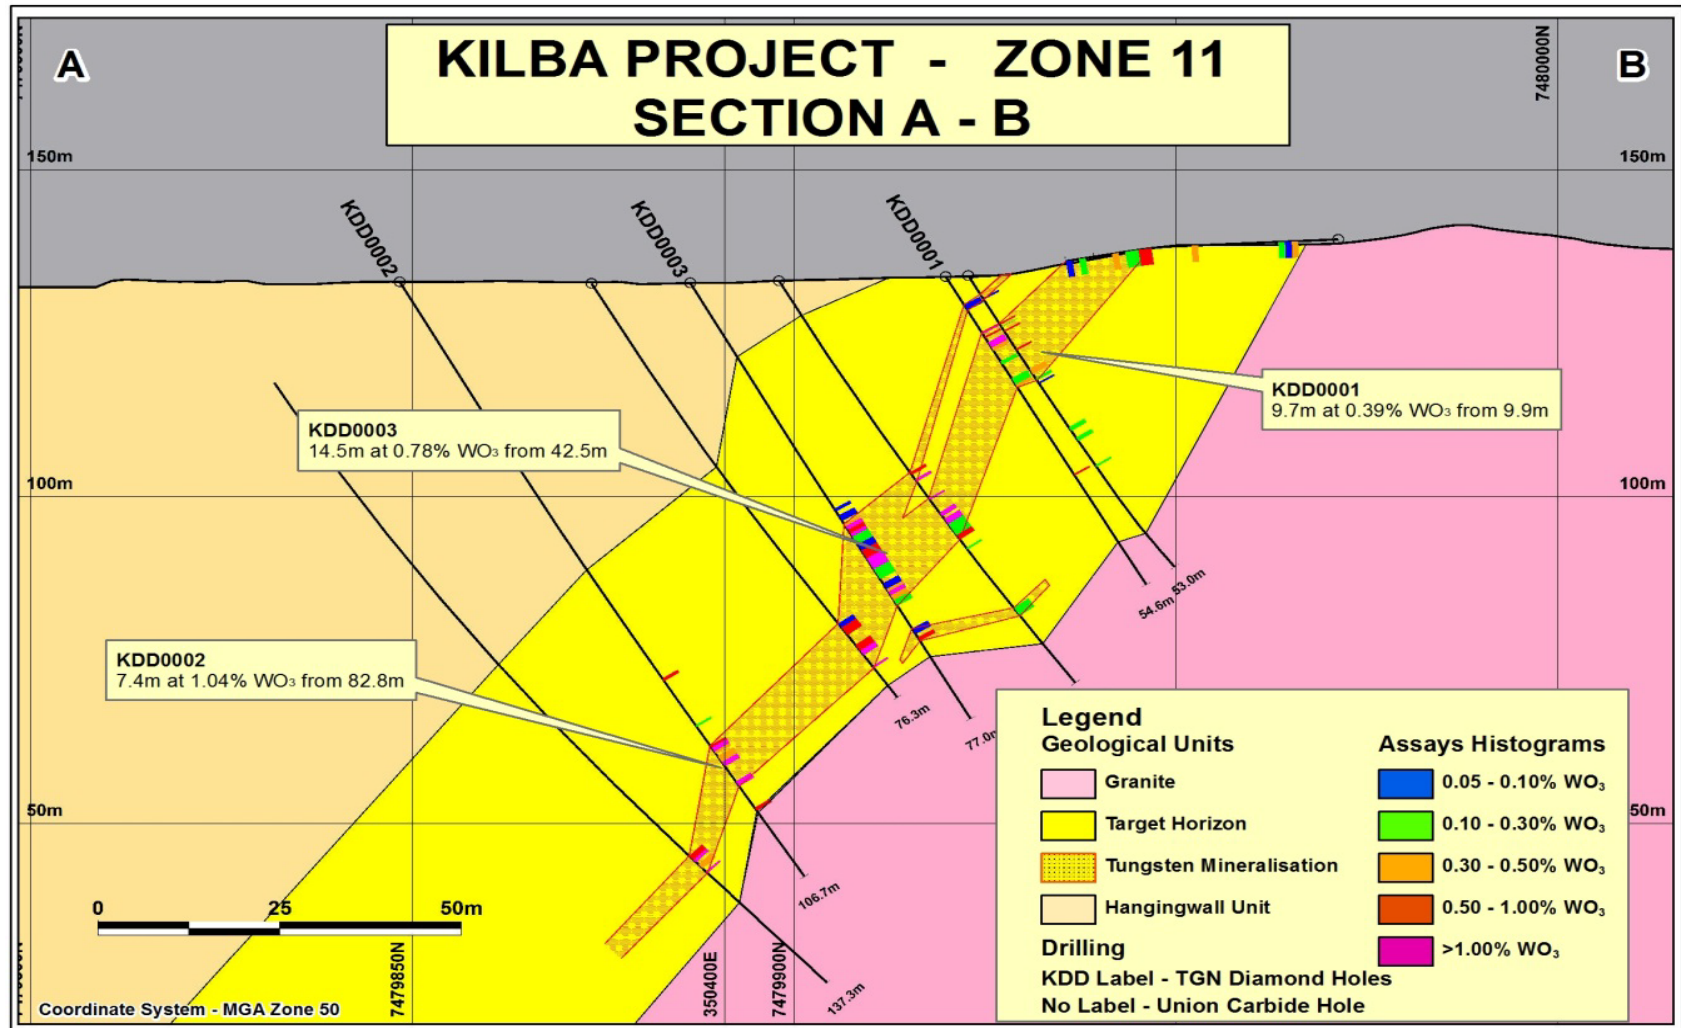 A
KILBA PROJECT - ZONE 11
SECTION A - B
B
7480000N
150m
150m
KDD0002
KDD0003
KDD0001
KDD0001
9.7m at 0.39% WO₃ from 9.9m
KDD0003
14.5m at 0.78% WO₃ from 42.5m
100m
100m
54.6m
53.0m
KDD0002
7.4m at 1.04% WO₃ from 82.8m
76.3m
77.0m
50m
50m
106.7m
137.3m
0 25 50m
7479850N
350400E
7479900N
Coordinate System - MGA Zone 50
Legend
Geological Units
Granite
Target Horizon
Tungsten Mineralisation
Hangingwall Unit
Drilling
KDD Label - TGN Diamond Holes
No Label - Union Carbide Hole
Assays Histograms
0.05 - 0.10% WO₃
0.10 - 0.30% WO₃
0.30 - 0.50% WO₃
0.50 - 1.00% WO₃
>1.00% WO₃